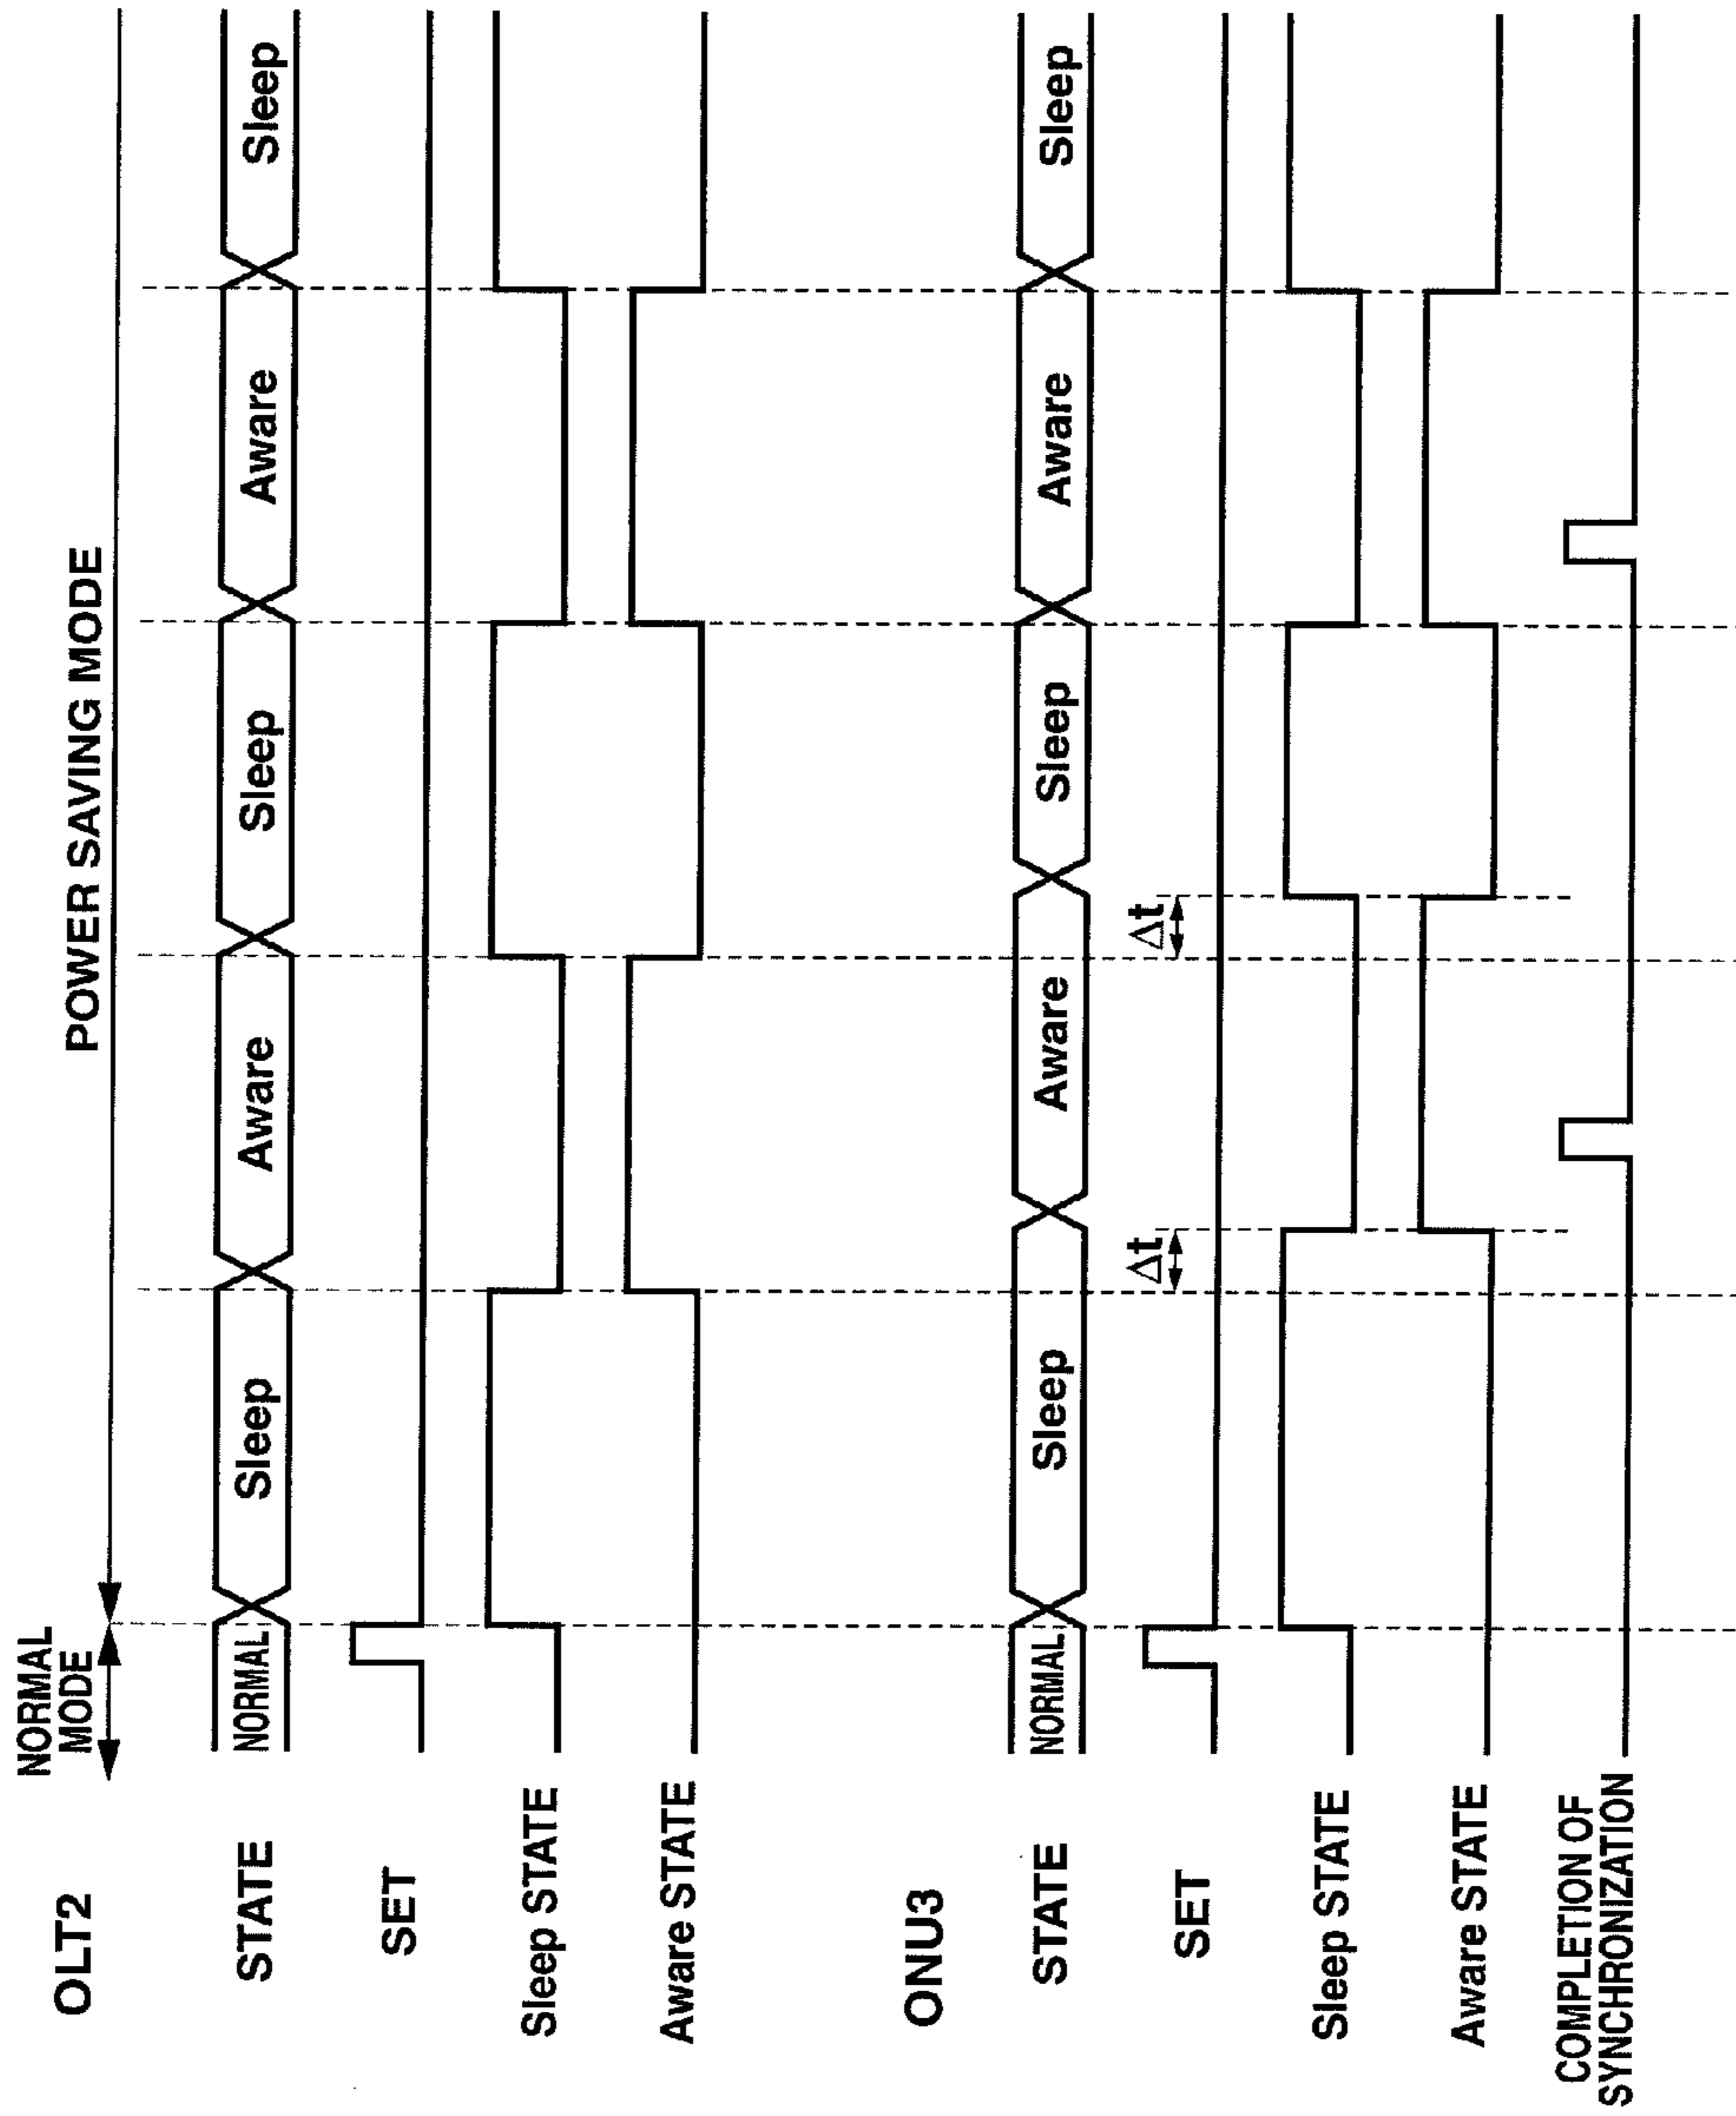 NORMAL
MODE
POWER SAVING MODE
OLT2
STATE
NORMAL
Sleep
Aware
Sleep
Aware
Sleep
SET
Sleep STATE
Aware STATE
ONU3
STATE
NORMAL
Sleep
Aware
Sleep
Aware
Sleep
SET
Δt
Δt
Sleep STATE
Aware STATE
COMPLETION OF
SYNCHRONIZATION